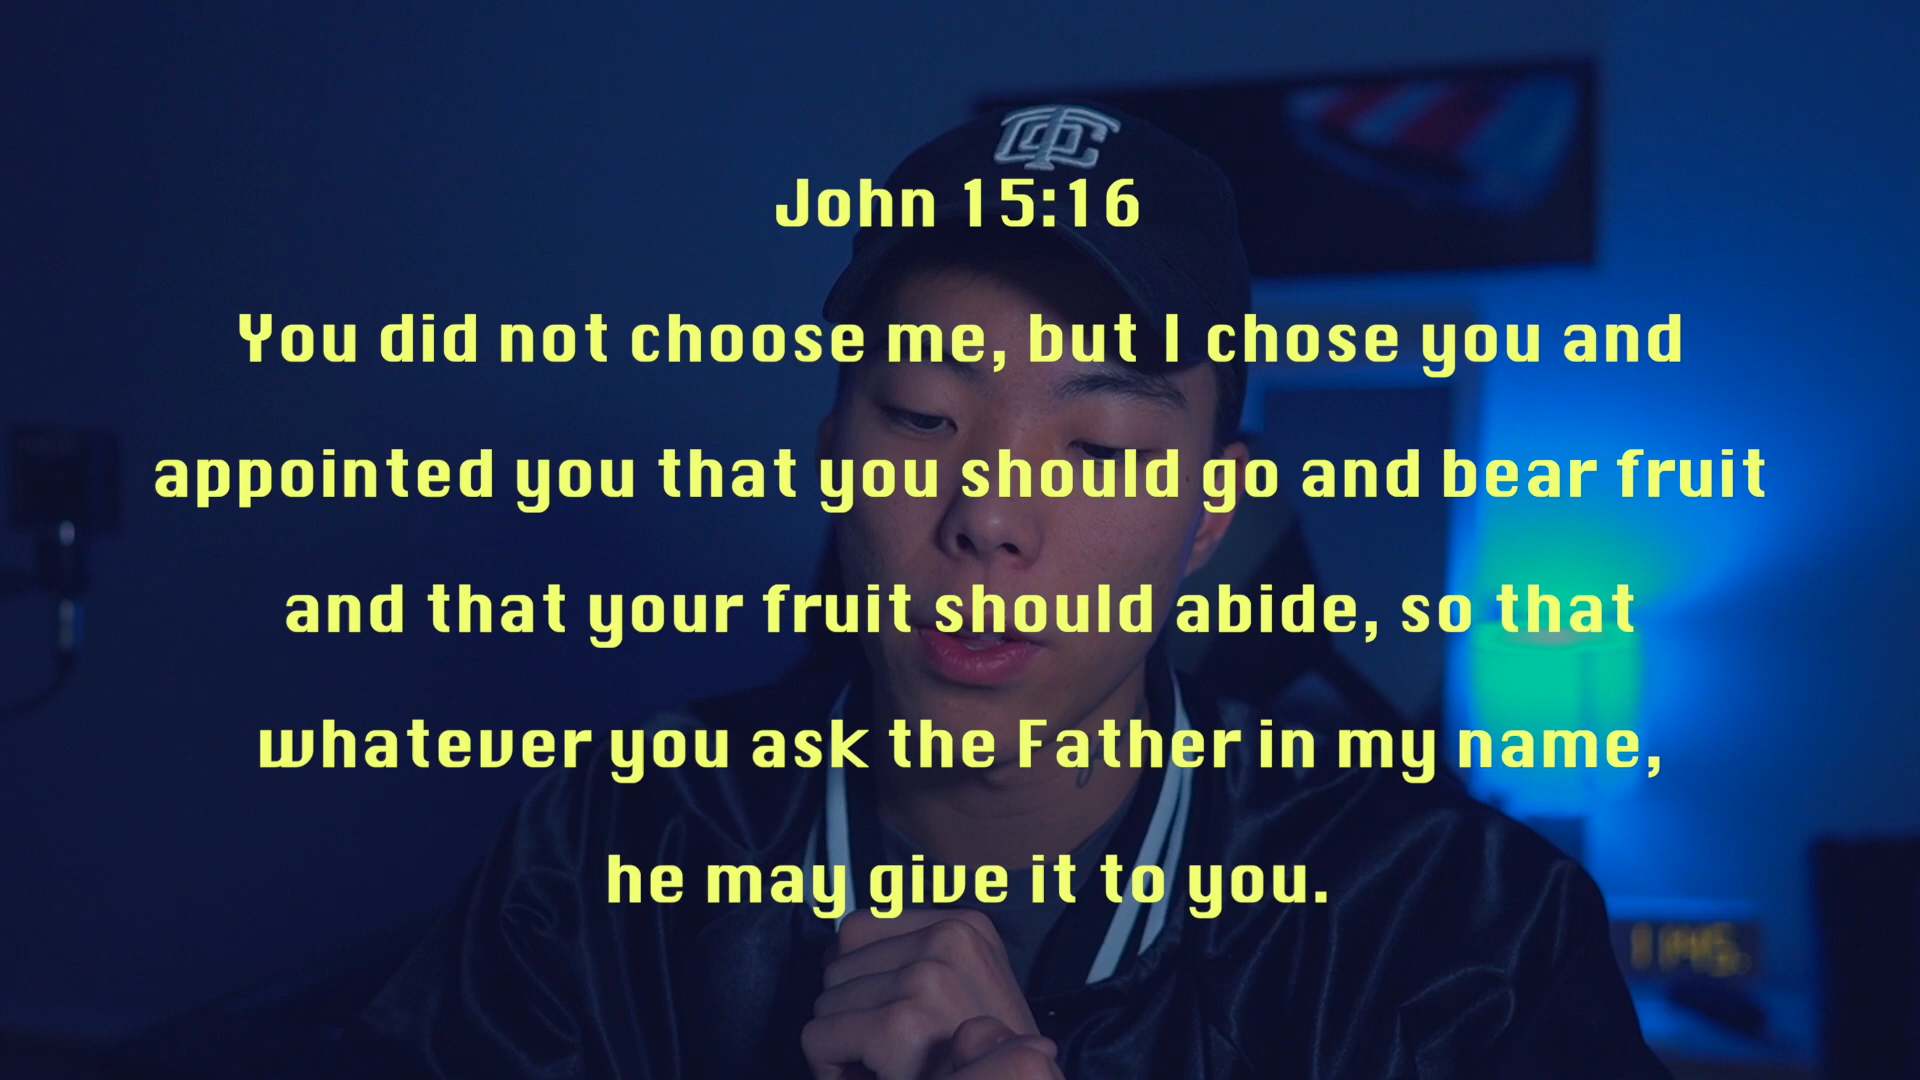 John 15:16
You did not choose me, but I chose you and
appointed you that you should go and bear fruit
and that your fruit should abide, so that
whatever you ask the Father in my name,
he may give it to you.